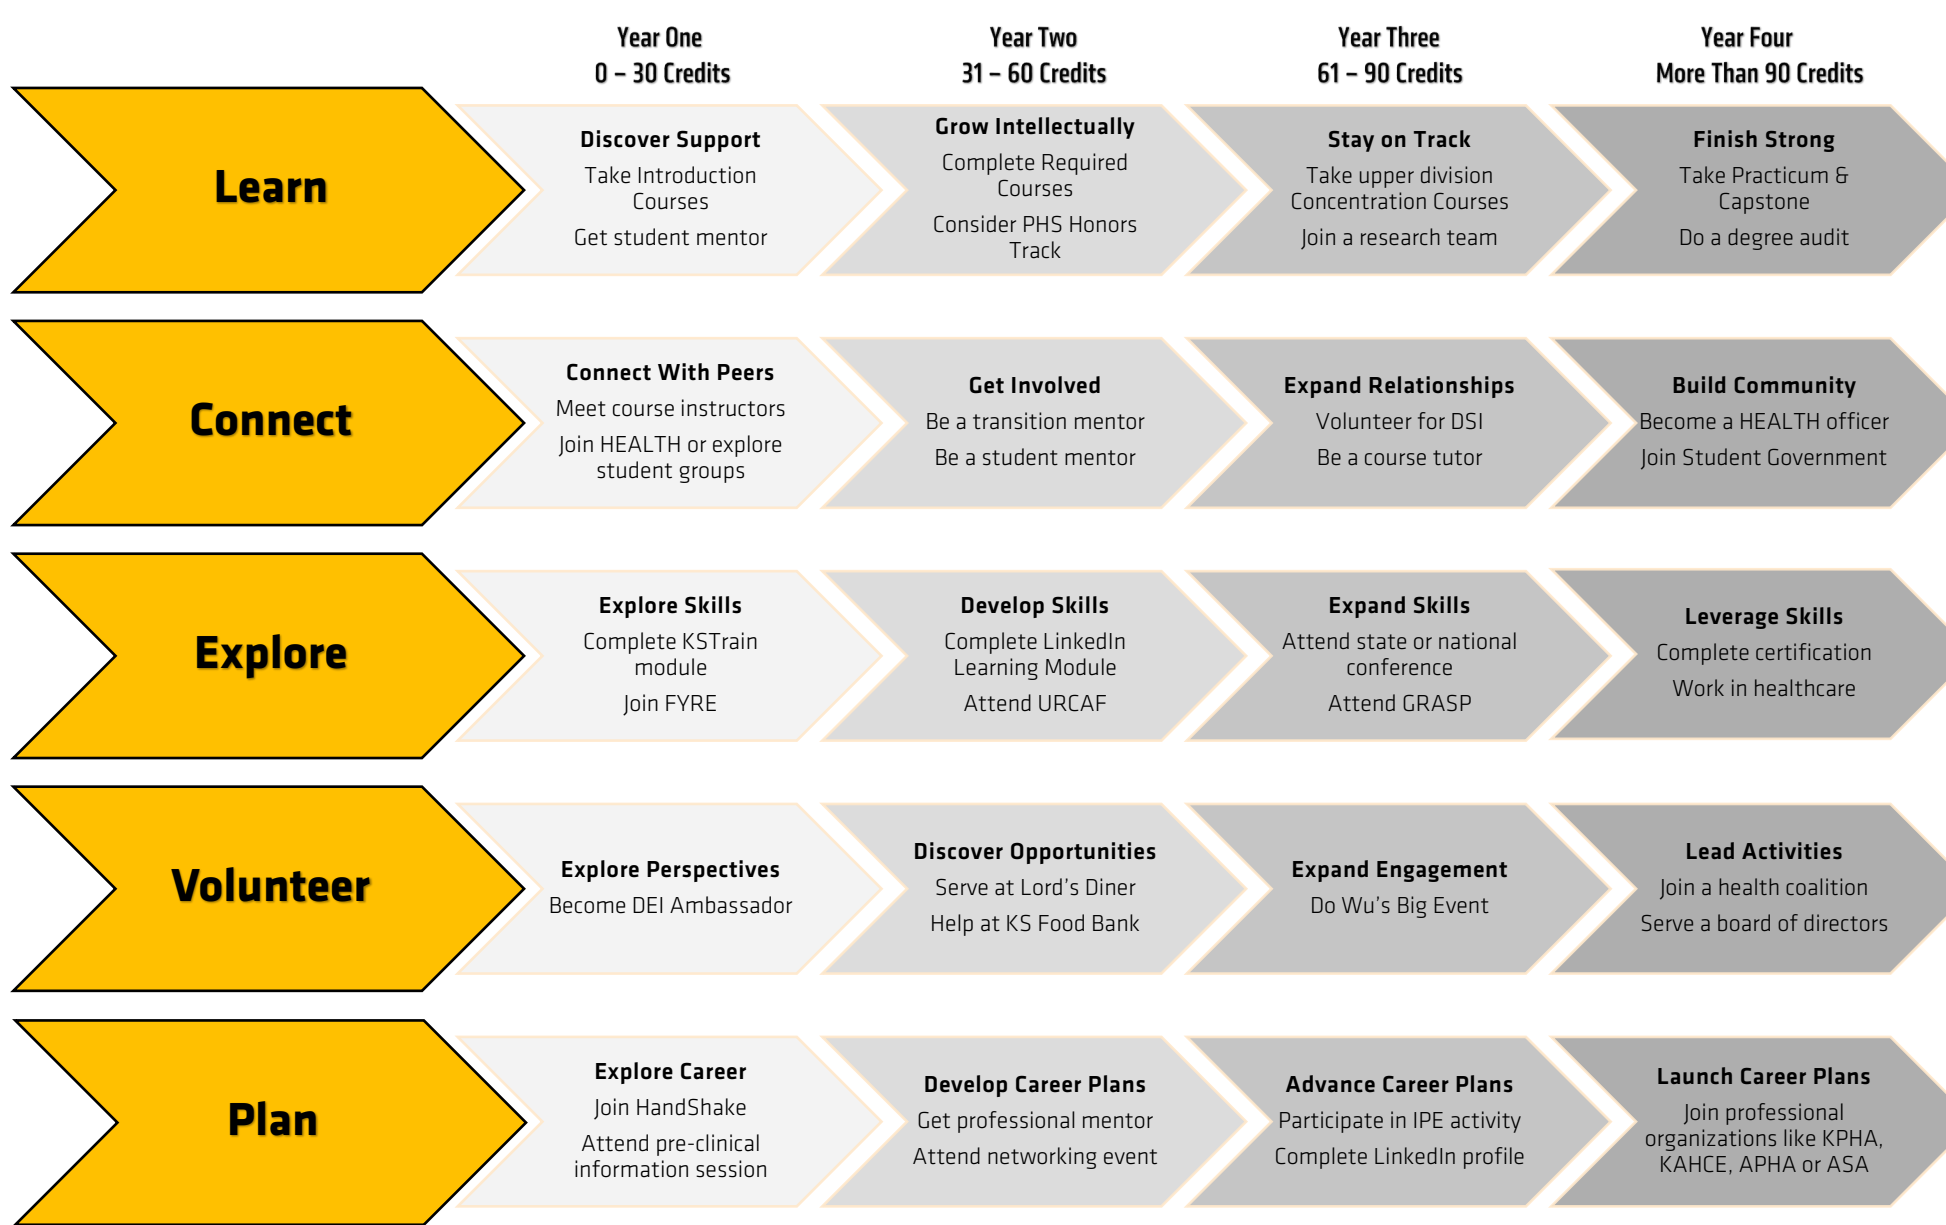 Year One
0 – 30 Credits
Year Two
31 – 60 Credits
Year Three
61 – 90 Credits
Year Four
More Than 90 Credits
Learn
Discover Support
Take Introduction
Courses
Get student mentor
Grow Intellectually
Complete Required
Courses
Consider PHS Honors
Track
Stay on Track
Take upper division
Concentration Courses
Join a research team
Finish Strong
Take Practicum &
Capstone
Do a degree audit
Connect
Connect With Peers
Meet course instructors
Join HEALTH or explore
student groups
Get Involved
Be a transition mentor
Be a student mentor
Expand Relationships
Volunteer for DSI
Be a course tutor
Build Community
Become a HEALTH officer
Join Student Government
Explore
Explore Skills
Complete KSTrain
module
Join FYRE
Develop Skills
Complete LinkedIn
Learning Module
Attend URCAF
Expand Skills
Attend state or national
conference
Attend GRASP
Leverage Skills
Complete certification
Work in healthcare
Volunteer
Explore Perspectives
Become DEI Ambassador
Discover Opportunities
Serve at Lord's Diner
Help at KS Food Bank
Expand Engagement
Do Wu's Big Event
Lead Activities
Join a health coalition
Serve a board of directors
Plan
Explore Career
Join HandShake
Attend pre-clinical
information session
Develop Career Plans
Get professional mentor
Attend networking event
Advance Career Plans
Participate in IPE activity
Complete LinkedIn profile
Launch Career Plans
Join professional
organizations like KPHA,
KAHCE, APHA or ASA